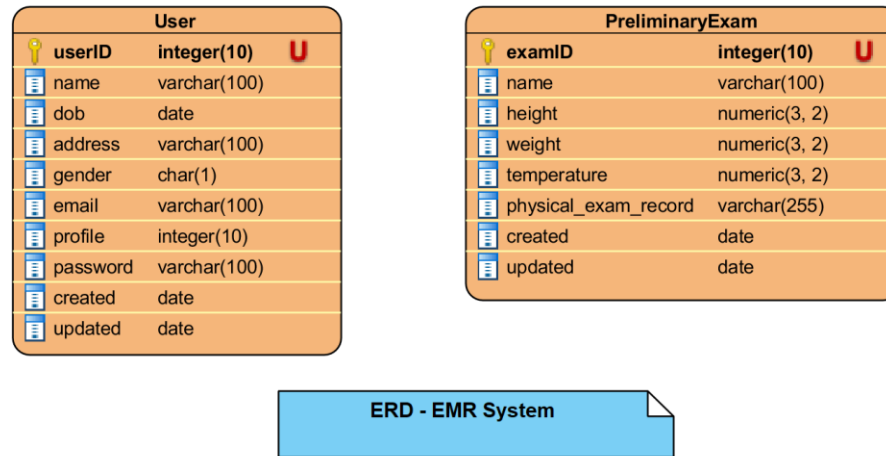 User
userID integer(10) U
name varchar(100)
dob date
address varchar(100)
gender char(1)
email varchar(100)
profile integer(10)
password varchar(100)
created date
updated date
PreliminaryExam
examID integer(10) U
name varchar(100)
height numeric(3, 2)
weight numeric(3, 2)
temperature numeric(3, 2)
physical_exam_record varchar(255)
created date
updated date
ERD - EMR System